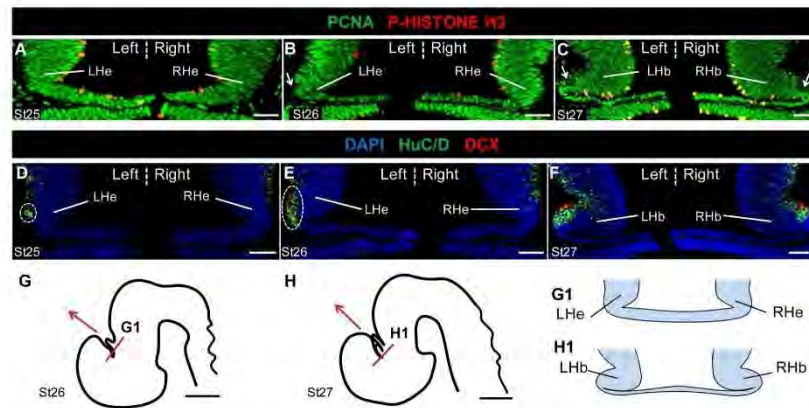 PCNA P-HISTONE H3
A Left Right LHe RHe St25
B Left Right LHe RHe St26
C Left Right LHb RHb St27
DAPI HuC/D DCX
D Left Right LHe RHe St25
E Left Right LHe RHe St26
F Left Right LHb RHb St27
G G1 St26
H H1 St27
G1 LHe RHe
H1 LHb RHb